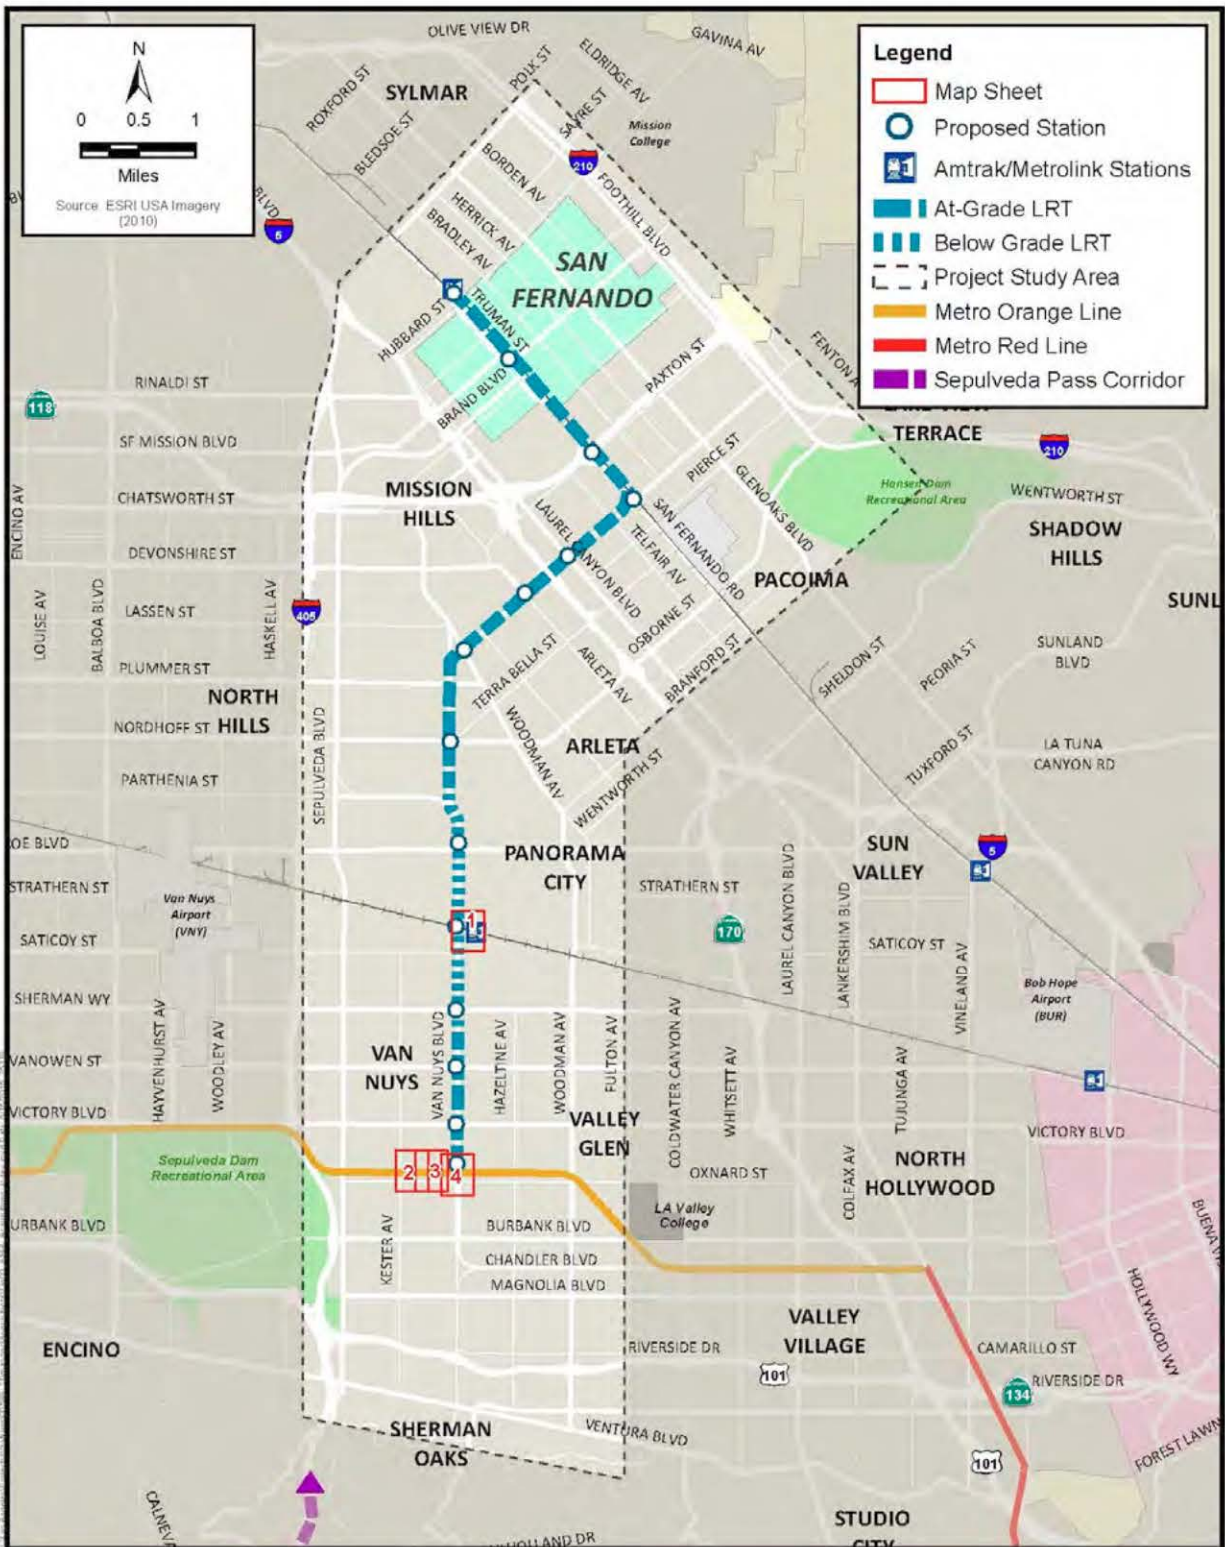 OLIVE VIEW DR
GAVINA AV
N
0 0.5 1
Miles
Source: ESRI USA Imagery
(2010)
Legend
Map Sheet
Proposed Station
Amtrak/Metrolink Stations
At-Grade LRT
Below Grade LRT
Project Study Area
Metro Orange Line
Metro Red Line
Sepulveda Pass Corridor
ROXFORD ST
SYLMAR
POLK ST
ELDRIDGE AV
SAYRE ST
Mission
College
BLEDSOE ST
BORDEN AV
210
FOOTHILL BLVD
BLVD
5
HERRICK AV
BRADLEY AV
SAN
FERNANDO
TRUMAN ST
HUBBARD ST
FENTON A
PAXTON ST
RINALDI ST
BRAND BLVD
118
SF MISSION BLVD
TERRACE
210
PIERCE ST
GLENOAKS BLVD
Hansen Dam
Recreational Area
WENTWORTH ST
ENCINO AV
CHATSWORTH ST
MISSION
HILLS
LAUREL CANYON BLVD
SAN FERNANDO RD
TELFAIR AV
SHADOW
HILLS
DEVONSHIRE ST
PACOIMA
LOUISE AV
BALBOA BLVD
LASSEN ST
HASKELL AV
405
OSBORNE ST
SUNL
SUNLAND
BLVD
PLUMMER ST
TERRA BELLA ST
ARLETA AV
BRANFORD ST
SHELDON ST
PEORIA ST
NORTH
HILLS
NORDHOFF ST
SEPULVEDA BLVD
WOODMAN AV
ARLETA
WENTWORTH ST
TUXFORD ST
LA TUNA
CANYON RD
PARTHENIA ST
OE BLVD
PANORAMA
CITY
SUN
VALLEY
5
STRATHERN ST
STRATHERN ST
LAUREL CANYON BLVD
LANKERSHIM BLVD
Van Nuys
Airport
(VNY)
1
170
SATICOY ST
SATICOY ST
VINELAND AV
SHERMAN WY
Bob Hope
Airport
(BUR)
HAYVENHURST AV
WOODLEY AV
VAN
NUYS
VAN NUYS BLVD
HAZELTINE AV
WOODMAN AV
FULTON AV
COLDWATER CANYON AV
WHITSETT AV
TUJUNGA AV
VANOWEN ST
VICTORY BLVD
VALLEY
GLEN
VICTORY BLVD
Sepulveda Dam
Recreational Area
2
3
4
OXNARD ST
COLFAX AV
NORTH
HOLLYWOOD
URBANK BLVD
KESTER AV
BURBANK BLVD
LA Valley
College
CHANDLER BLVD
MAGNOLIA BLVD
HOLLYWOOD WY
ENCINO
RIVERSIDE DR
VALLEY
VILLAGE
CAMARILLO ST
101
134
RIVERSIDE DR
SHERMAN
OAKS
VENTURA BLVD
101
FOREST LAWN
STUDIO
CITY